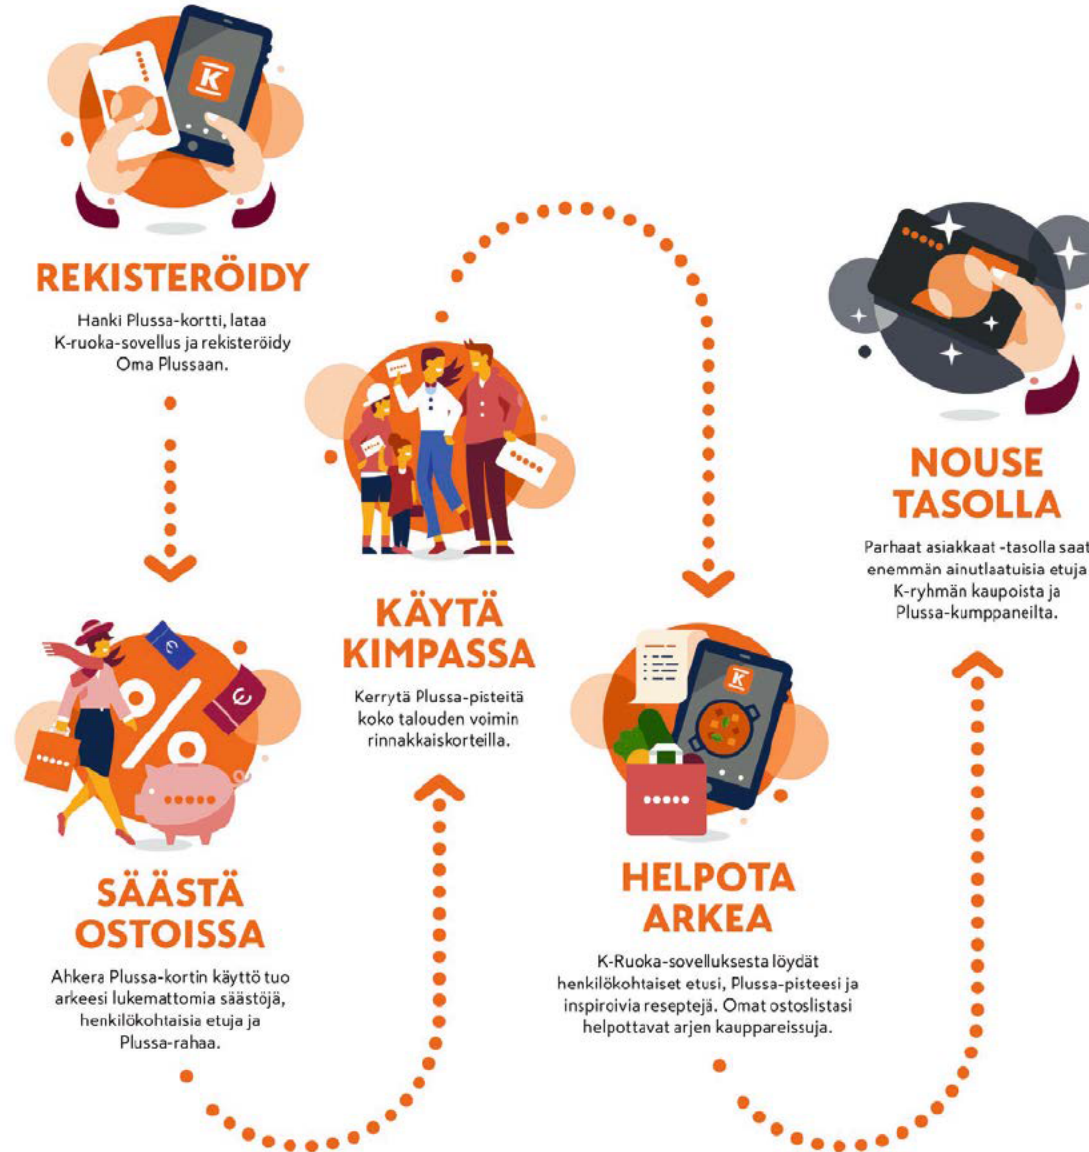 K
REKISTERÖIDY
Hanki Plussa-kortti, lataa
K-ruoka-sovellus ja rekisteröidy
Oma Plussaan.
%
€
€
SÄÄSTÄ
OSTOISSA
Ahkera Plussa-kortin käyttö tuo
arkeesi lukemattomia säästöjä,
henkilökohtaisia etuja ja
Plussa-rahaa.
KÄYTÄ
KIMPASSA
Kerrytä Plussa-pisteitä
koko talouden voimin
rinnakkaiskorteilla.
K
HELPOTA
ARKEA
K-Ruoka-sovelluksesta löydät
henkilökohtaiset etusi, Plussa-pisteesi ja
inspiroivia reseptejä. Omat ostoslistasi
helpottavat arjen kauppareissuja.
NOUSE
TASOLLA
Parhaat asiakkaat -tasolla saat
enemmän ainutlaatuisia etuja
K-ryhmän kaupoista ja
Plussa-kumppaneilta.